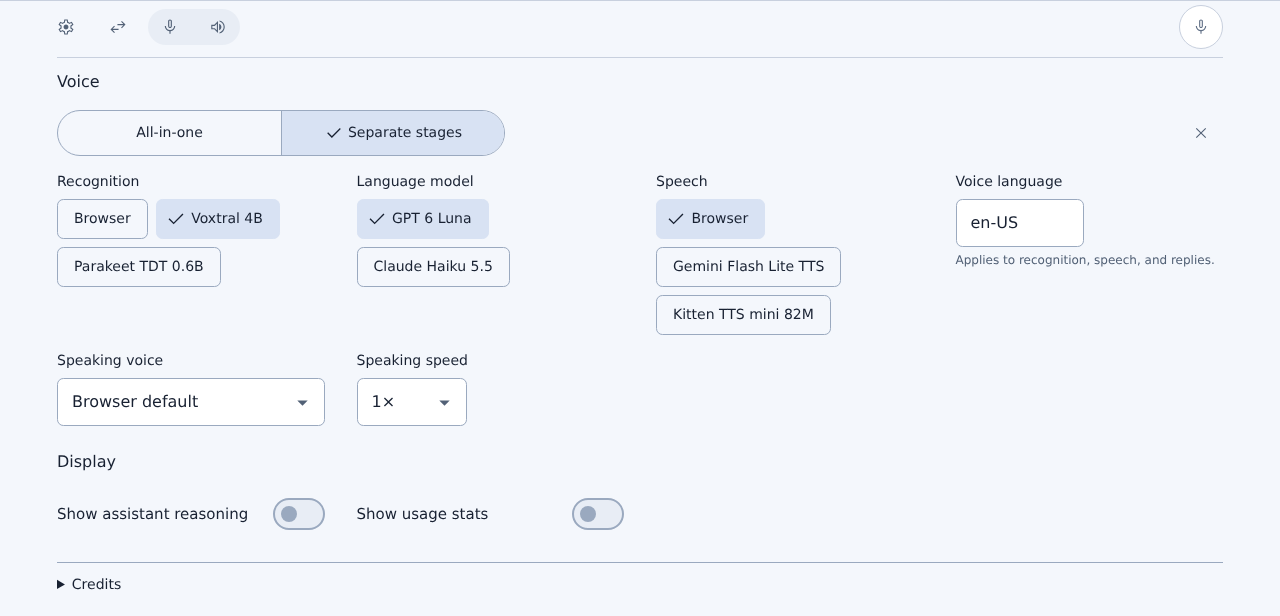 Voice
All-in-one
Separate stages
Recognition
Browser
Voxtral 4B
Parakeet TDT 0.6B
Language model
GPT 6 Luna
Claude Haiku 5.5
Speech
Browser
Gemini Flash Lite TTS
Kitten TTS mini 82M
Voice language
en-US
Applies to recognition, speech, and replies.
Speaking voice
Browser default
Speaking speed
1×
Display
Show assistant reasoning
Show usage stats
Credits